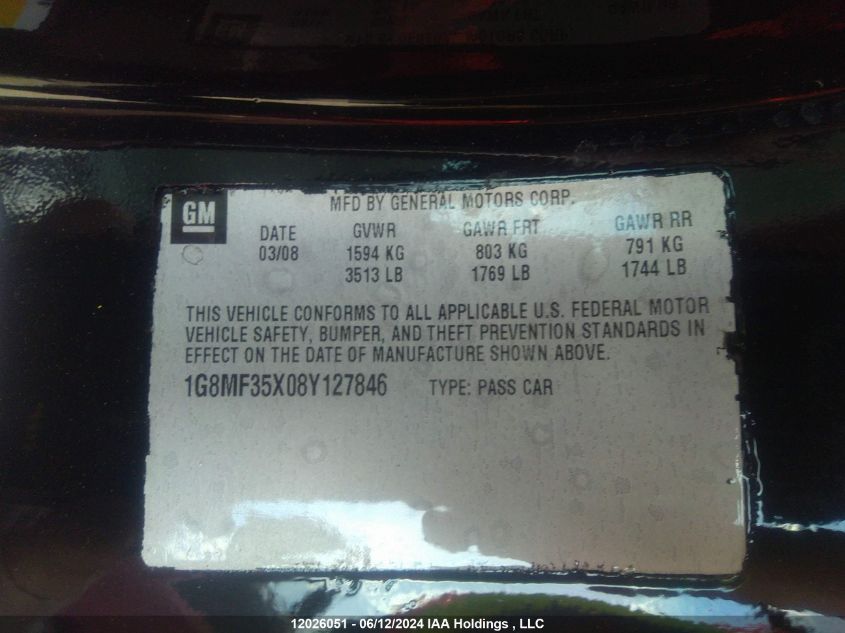 GM
MFD BY GENERAL MOTORS CORP.
DATE GVWR GAWR FRT GAWR RR
03/08 1594 KG 803 KG 791 KG
3513 LB 1769 LB 1744 LB
THIS VEHICLE CONFORMS TO ALL APPLICABLE U.S. FEDERAL MOTOR
VEHICLE SAFETY, BUMPER, AND THEFT PREVENTION STANDARDS IN
EFFECT ON THE DATE OF MANUFACTURE SHOWN ABOVE.
1G8MF35X08Y127846 TYPE: PASS CAR
12026051 - 06/12/2024 IAA Holdings , LLC